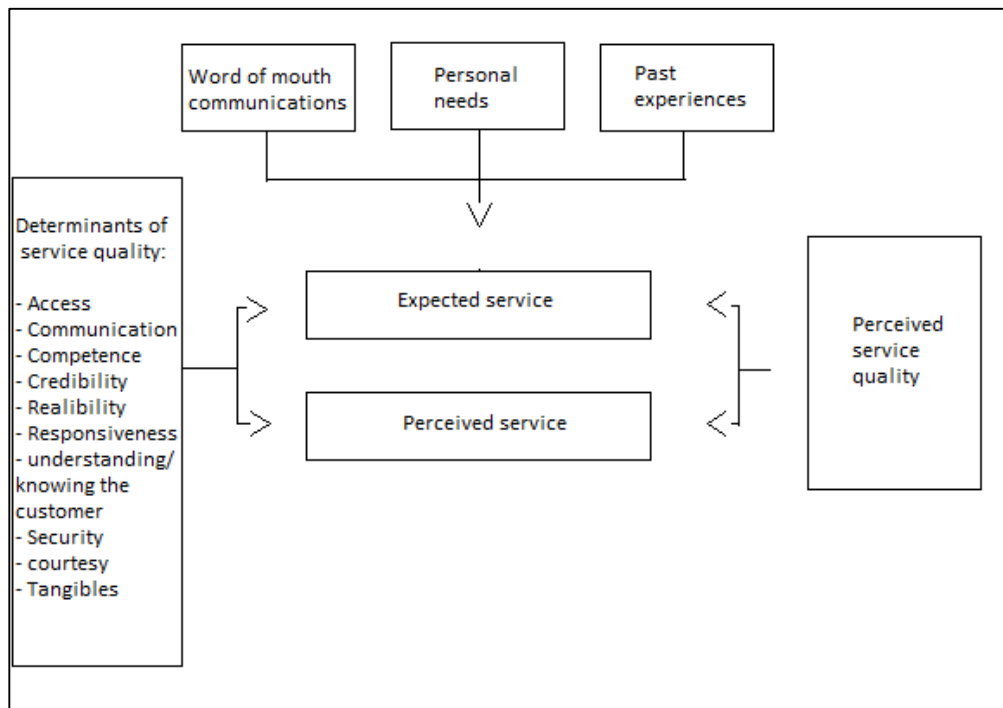 Word of mouth
communications
Personal
needs
Past
experiences
Determinants of
service quality:
- Access
- Communication
- Competence
- Credibility
- Realibility
- Responsiveness
- understanding/
knowing the
customer
- Security
- courtesy
- Tangibles
Expected service
Perceived service
Perceived
service
quality